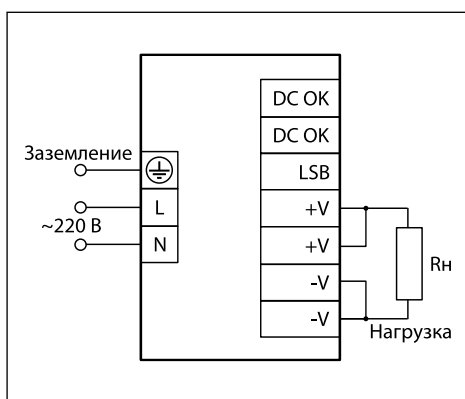 DC OK
DC OK
LSB
+V
+V
-V
-V
Заземление
L
N
~220 В
Rн
Нагрузка